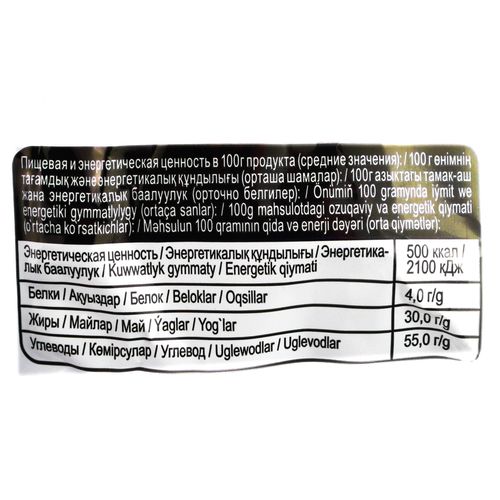 Пищевая и энергетическая ценность в 100г продукта (средние значения): / 100 г өнімнің
тағамдық және энергетикалық құндылығы (орташа шамалар): / 100г азыктагы тамак-аш
жана энергетикалык баалуулук (орточо белгилер): / Önümiň 100 gramynda iýmit we
energetiki gymmatlylygy (ortaça sanlar): / 100g mahsulotdagi ozuqaviy va energetik qiymati
(o'rtacha ko'rsatkichlar): / Məhsulun 100 qraminın qida və enerji dəyəri (orta qiymətlər):
Энергетическая ценность / Энергетикалық құндылығы / Энергетика-
лык баалуулук / Kuwwatlyk gymmaty / Energetik qiymati
500 ккал /
2100 кДж
Белки / Ақуыздар / Белок / Beloklar / Oqsillar
4,0 г/g
Жиры / Майлар / Май / Ýaglar / Yog`lar
30,0 г/g
Углеводы / Көмірсулар / Углевод / Uglewodlar / Uglevodlar
55,0 г/g